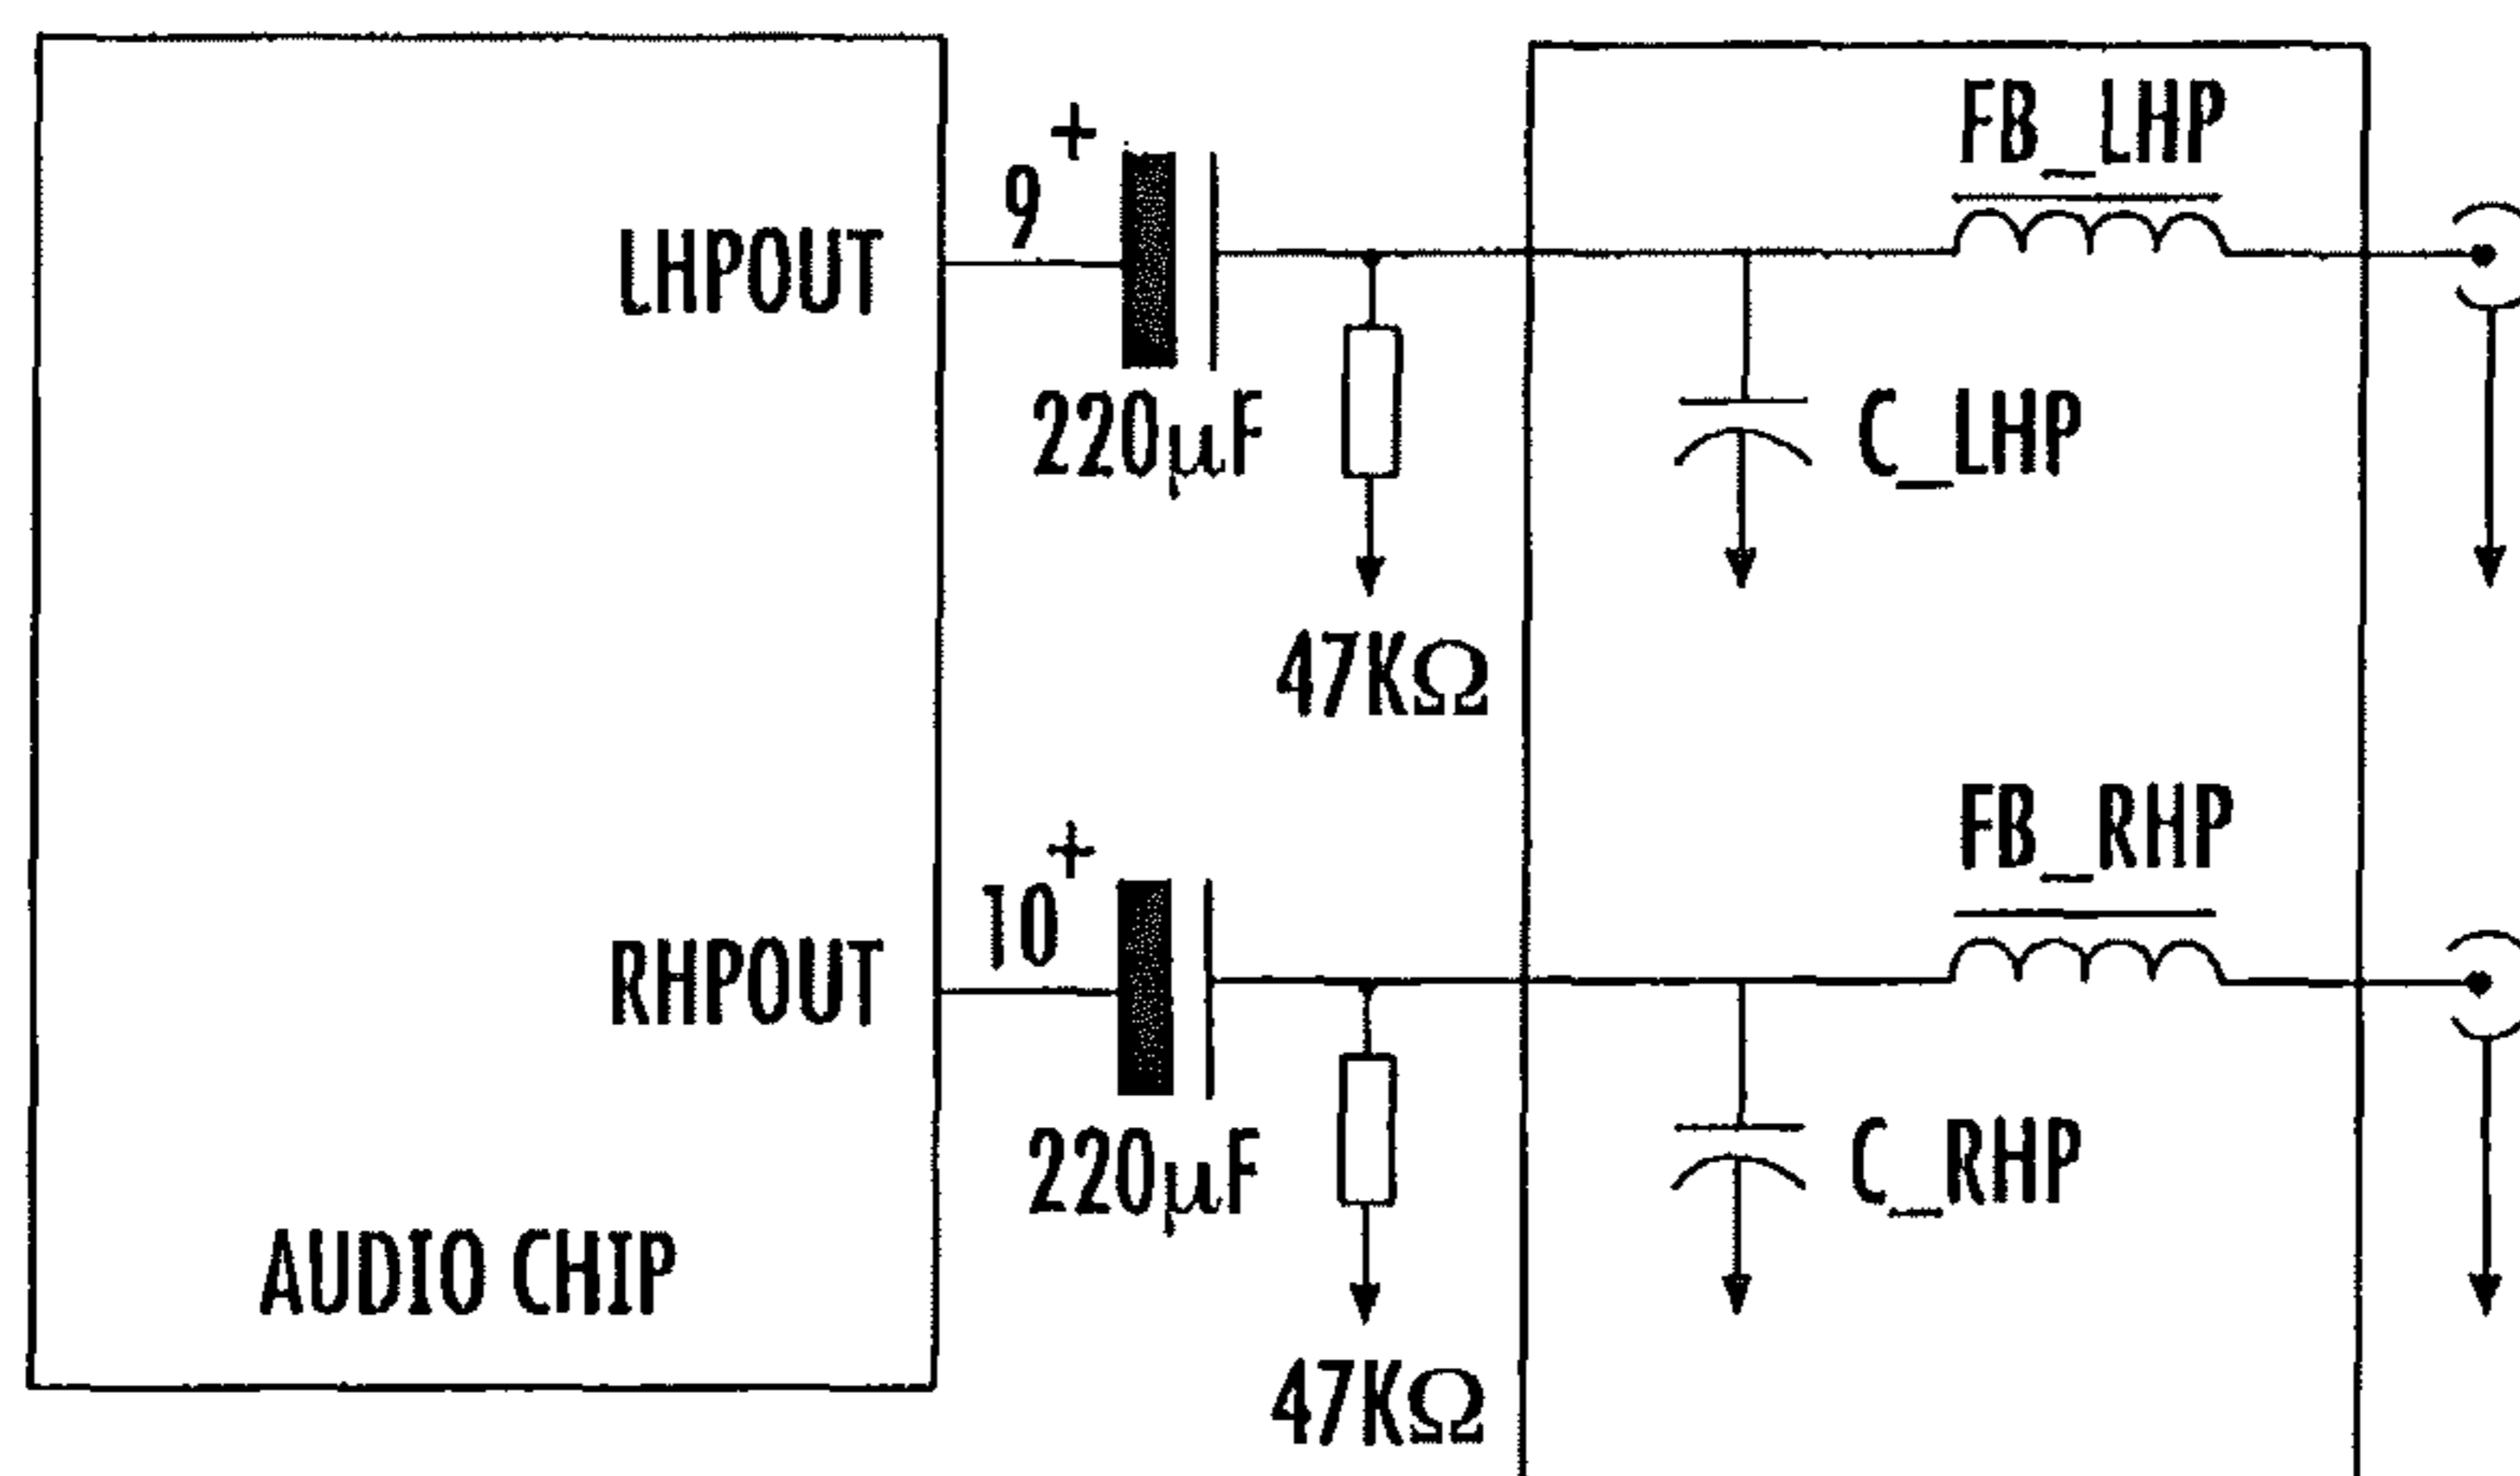 FB_LHP
+
9
LHPOUT
220µF
C_LHP
47KΩ
FB_RHP
+
10
RHPOUT
220µF
C_RHP
AUDIO CHIP
47KΩ